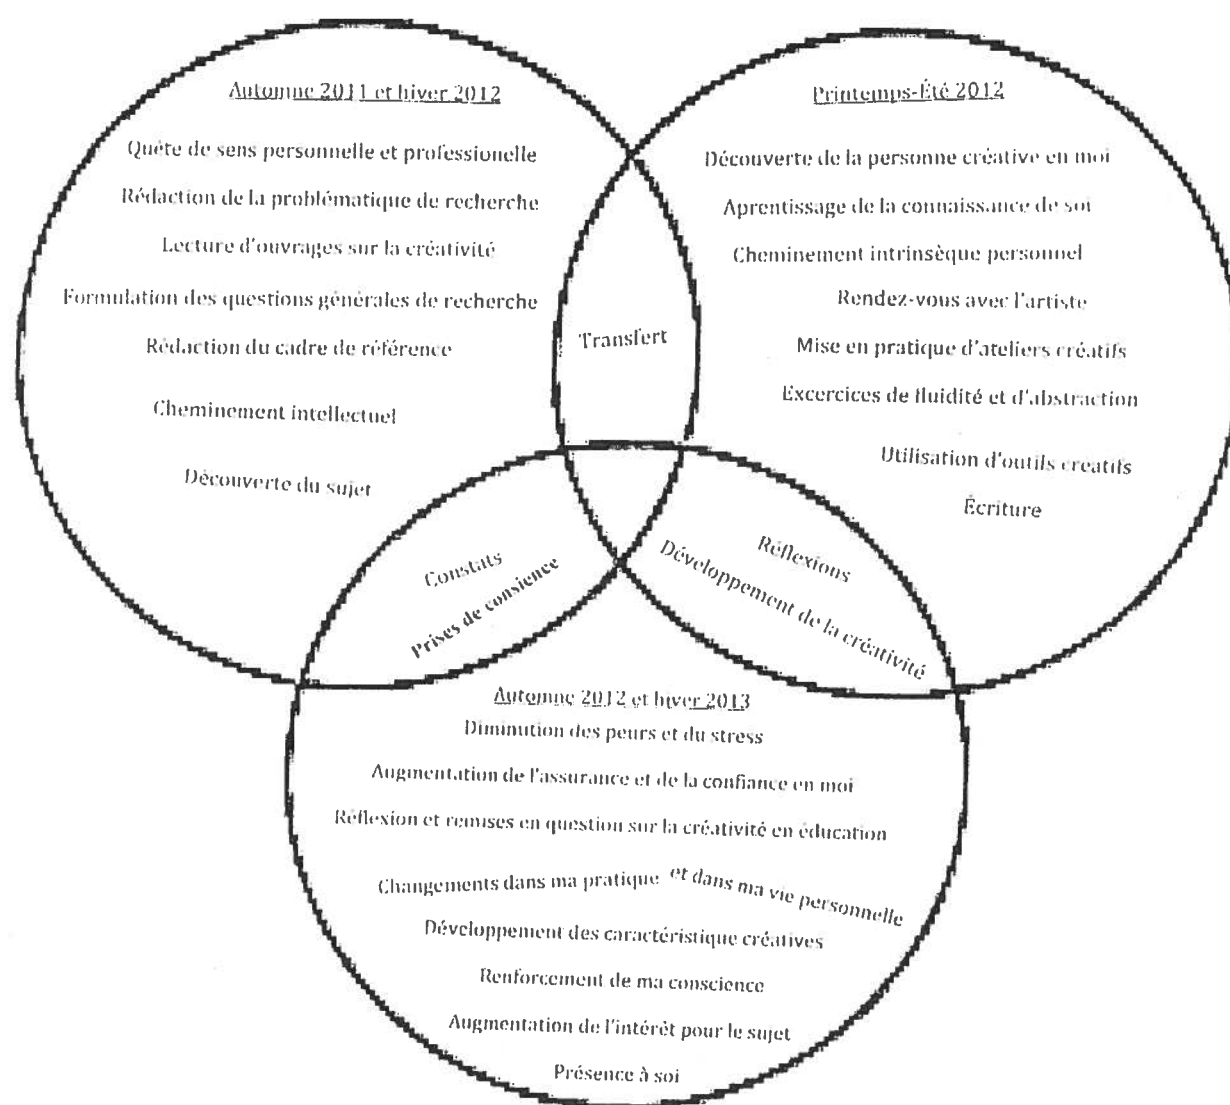 Automne 2011 et hiver 2012
Quête de sens personnelle et professionelle
Rédaction de la problématique de recherche
Lecture d'ouvrages sur la créativité
Formulation des questions générales de recherche
Rédaction du cadre de référence
Cheminement intellectuel
Découverte du sujet
Printemps-Été 2012
Découverte de la personne créative en moi
Aprentissage de la connaissance de soi
Cheminement intrinsèque personnel
Rendez-vous avec l'artiste
Mise en pratique d'ateliers créatifs
Excercices de fluidité et d'abstraction
Utilisation d'outils creatifs
Écriture
Transfert
Constats
Prises de consience
Réflexions
Développement de la créativité
Automne 2012 et hiver 2013
Diminution des peurs et du stress
Augmentation de l'assurance et de la confiance en moi
Réflexion et remises en question sur la créativité en éducation
Changements dans ma pratique et dans ma vie personnelle
Développement des caractéristique créatives
Renforcement de ma conscience
Augmentation de l'intérêt pour le sujet
Présence à soi